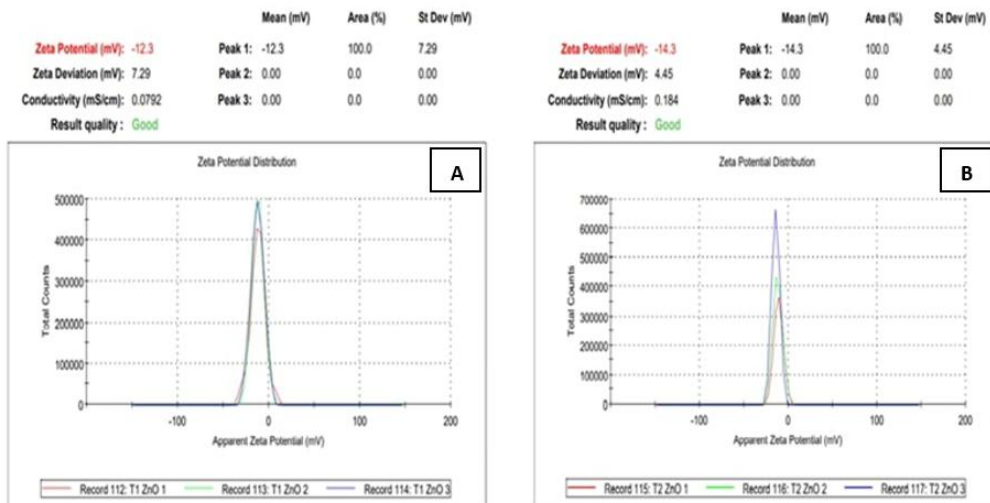 Mean (mV) Area (%) St Dev (mV)
Zeta Potential (mV): -12.3 Peak 1: -12.3 100.0 7.29
Zeta Deviation (mV): 7.29 Peak 2: 0.00 0.0 0.00
Conductivity (mS/cm): 0.0792 Peak 3: 0.00 0.0 0.00
Result quality : Good
Zeta Potential Distribution
A
Total Counts
500000
400000
300000
200000
100000
0
-100 0 100 200
Apparent Zeta Potential (mV)
Record 112: T1 ZnO 1 Record 113: T1 ZnO 2 Record 114: T1 ZnO 3
Mean (mV) Area (%) St Dev (mV)
Zeta Potential (mV): -14.3 Peak 1: -14.3 100.0 4.45
Zeta Deviation (mV): 4.45 Peak 2: 0.00 0.0 0.00
Conductivity (mS/cm): 0.184 Peak 3: 0.00 0.0 0.00
Result quality : Good
Zeta Potential Distribution
B
Total Counts
700000
600000
500000
400000
300000
200000
100000
0
-100 0 100 200
Apparent Zeta Potential (mV)
Record 115: T2 ZnO 1 Record 116: T2 ZnO 2 Record 117: T2 ZnO 3